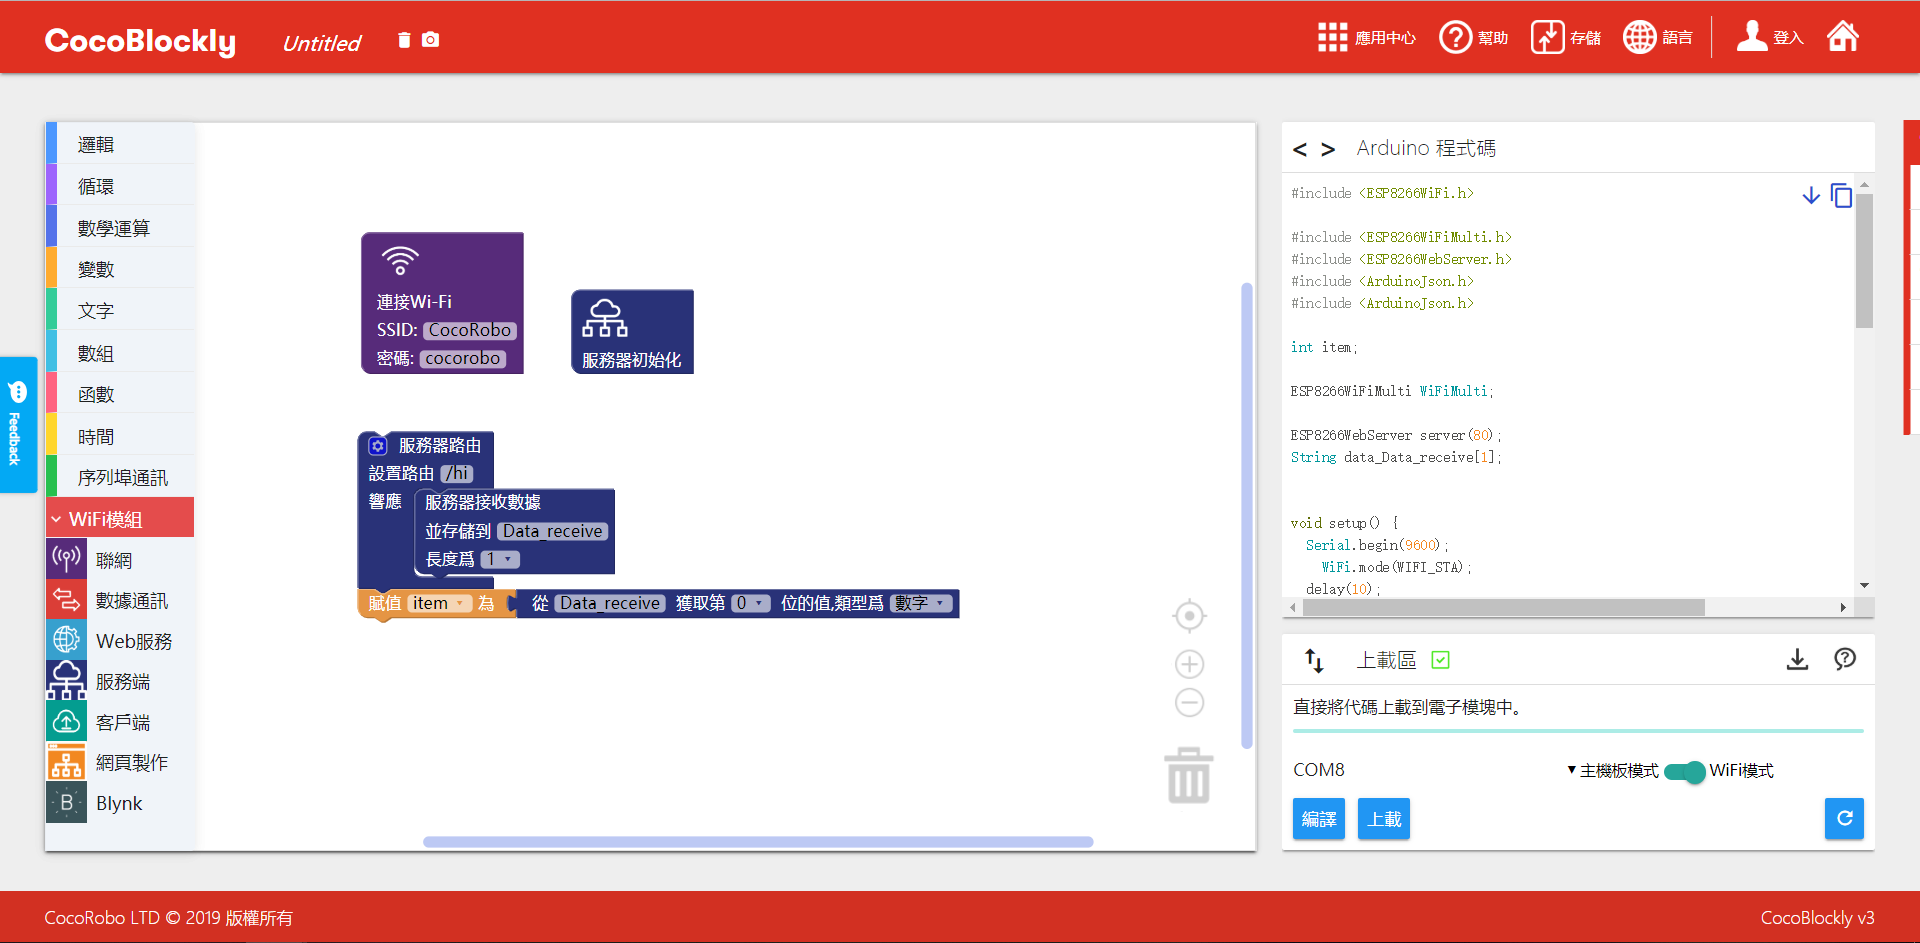 CocoBlockly
Untitled
應用中心
幫助
存儲
語言
登入
邏輯
循環
數學運算
變數
文字
數組
函數
時間
序列埠通訊
WiFi模組
聯網
數據通訊
Web服務
服務端
客戶端
網頁製作
B
Blynk
Feedback
連接Wi-Fi
SSID: CocoRobo
密碼: cocorobo
服務器初始化
服務器路由
設置路由 /hi
響應
服務器接收數據
並存儲到 Data_receive
長度爲 1
賦值 item 為 從 Data_receive 獲取第 0 位的值,類型爲 數字
< > Arduino 程式碼
#include <ESP8266WiFi.h>
#include <ESP8266WiFiMulti.h>
#include <ESP8266WebServer.h>
#include <ArduinoJson.h>
#include <ArduinoJson.h>
int item;
ESP8266WiFiMulti WiFiMulti;
ESP8266WebServer server(80);
String data_Data_receive[1];
void setup() {
Serial.begin(9600);
WiFi.mode(WIFI_STA);
delay(10);
上載區
直接將代碼上載到電子模塊中。
COM8
主機板模式
WiFi模式
編譯
上載
CocoRobo LTD © 2019 版權所有
CocoBlockly v3